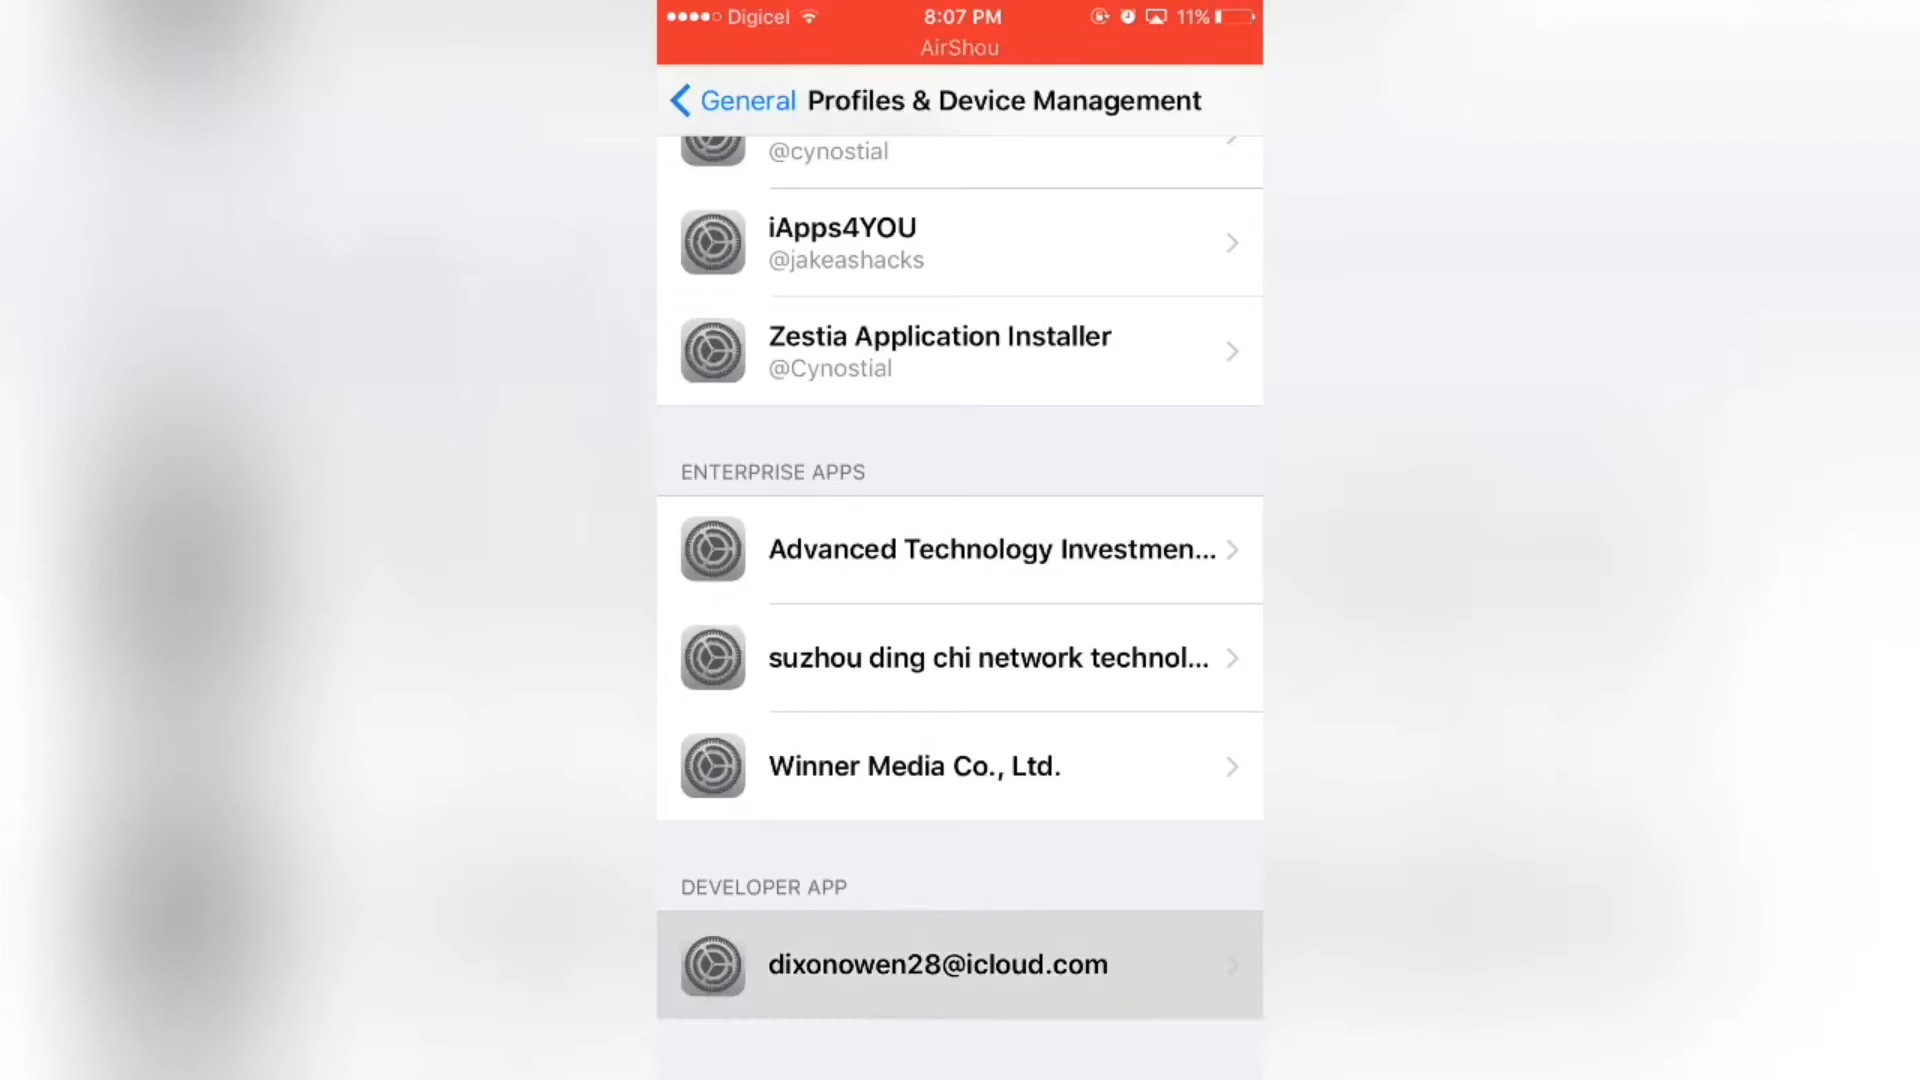 Digicel 8:07 PM 11%
AirShou
General Profiles & Device Management
@cynostial
iApps4YOU
@jakeashacks
Zestia Application Installer
@Cynostial
ENTERPRISE APPS
Advanced Technology Investmen...
suzhou ding chi network technol...
Winner Media Co., Ltd.
DEVELOPER APP
dixonowen28@icloud.com